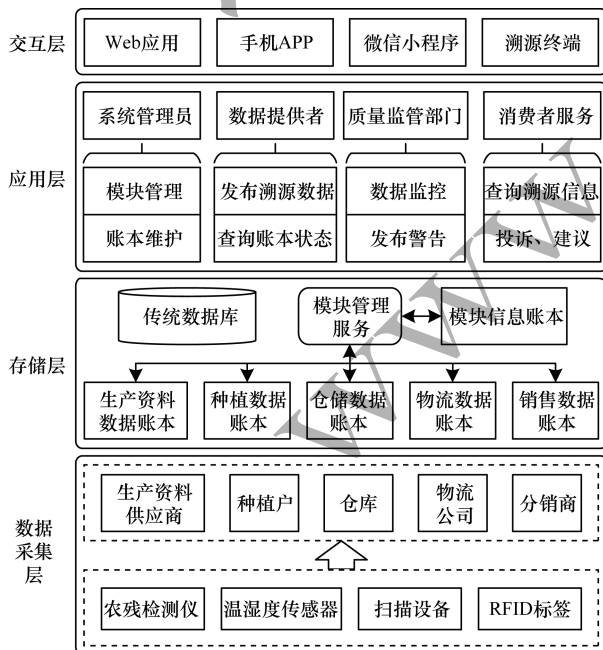 交互层
Web应用
手机APP
微信小程序
溯源终端
应用层
系统管理员
数据提供者
质量监管部门
消费者服务
模块管理
发布溯源数据
数据监控
查询溯源信息
账本维护
查询账本状态
发布警告
投诉、建议
存储层
传统数据库
模块管理
服务
模块信息账本
生产资料
数据账本
种植数据
账本
仓储数据
账本
物流数据
账本
销售数据
账本
数据
采集
层
生产资料
供应商
种植户
仓库
物流
公司
分销商
农残检测仪
温湿度传感器
扫描设备
RFID标签
www